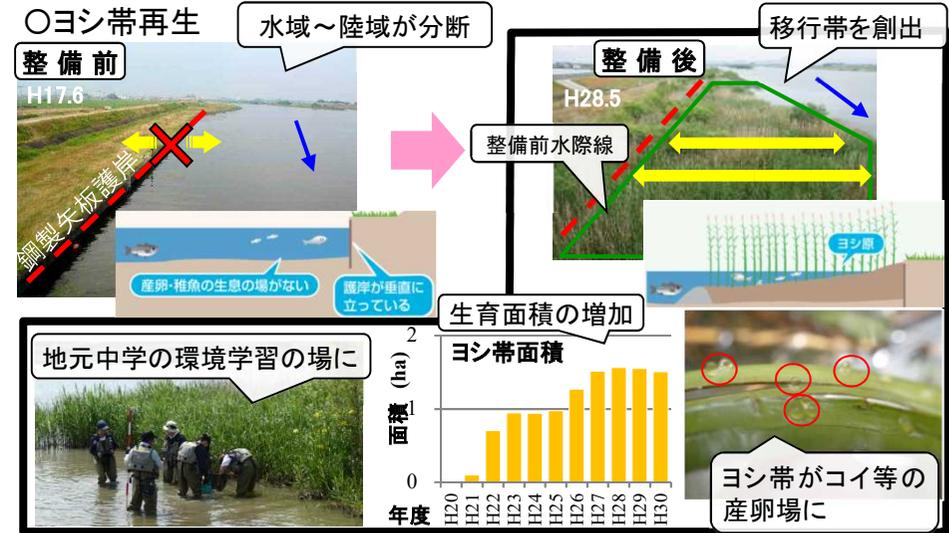 〇ヨシ帯再生
水域～陸域が分断
整備前
H17.6
鋼製矢板護岸
産卵・稚魚の生息の場がない
護岸が垂直に
立っている
移行帯を創出
整備後
H28.5
整備前水際線
ヨシ原
地元中学の環境学習の場に
生育面積の増加
ヨシ帯面積
面積 (ha)
2
1
0
年度
H20
H21
H22
H23
H24
H25
H26
H27
H28
H29
H30
ヨシ帯がコイ等の
産卵場に